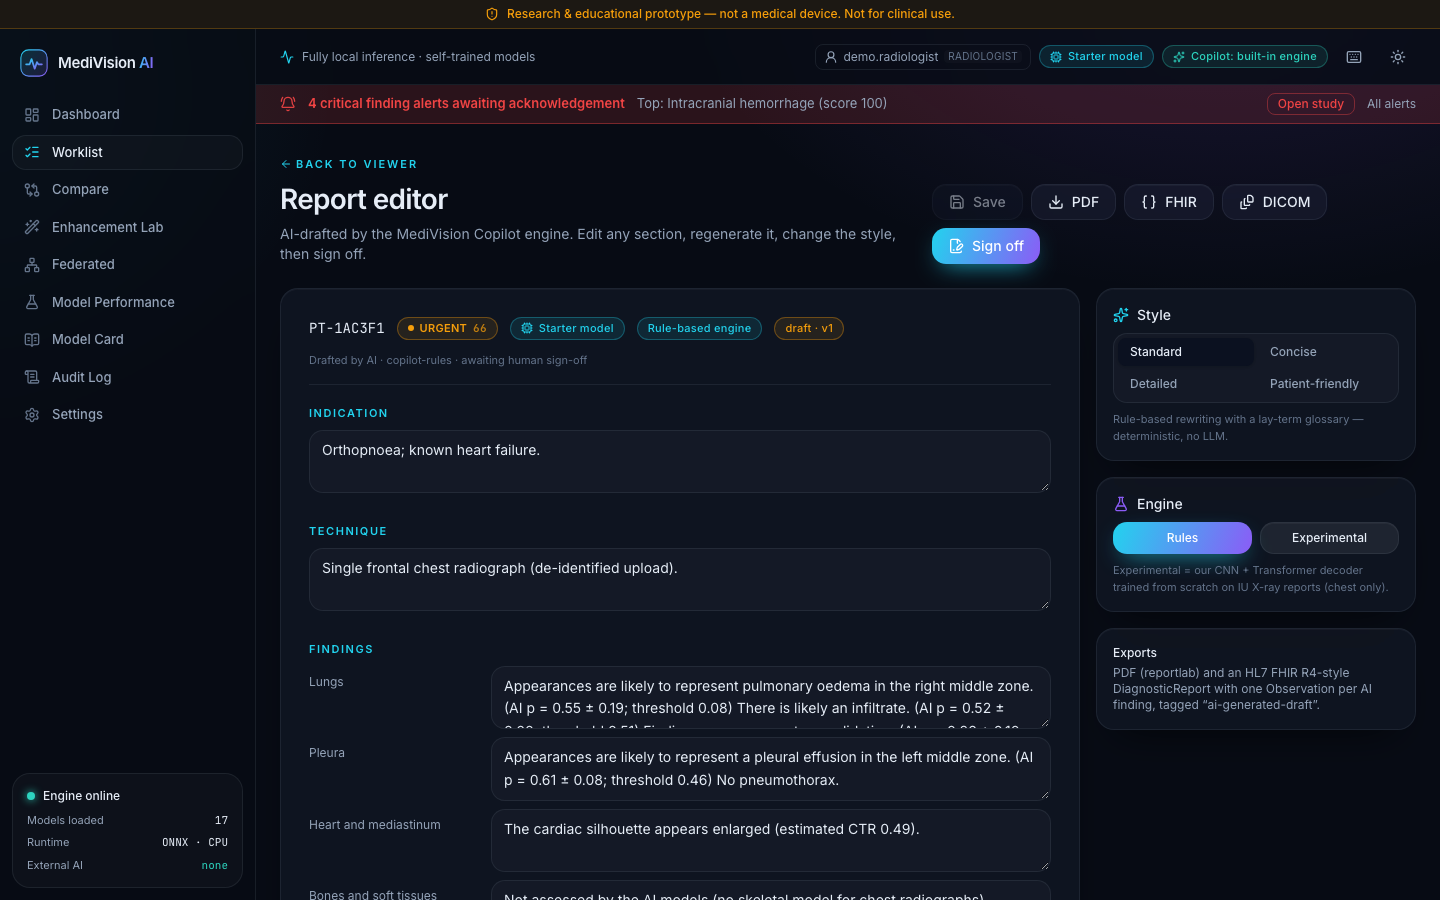 Research & educational prototype — not a medical device. Not for clinical use.
MediVision AI
Dashboard
Worklist
Compare
Enhancement Lab
Federated
Model Performance
Model Card
Audit Log
Settings
Engine online
Models loaded 17
Runtime ONNX · CPU
External AI none
Fully local inference · self-trained models
demo.radiologist RADIOLOGIST
Starter model
Copilot: built-in engine
4 critical finding alerts awaiting acknowledgement Top: Intracranial hemorrhage (score 100)
Open study
All alerts
← BACK TO VIEWER
Report editor
AI-drafted by the MediVision Copilot engine. Edit any section, regenerate it, change the style,
then sign off.
Save
PDF
FHIR
DICOM
Sign off
PT-1AC3F1
URGENT 66
Starter model
Rule-based engine
draft · v1
Drafted by AI · copilot-rules · awaiting human sign-off
INDICATION
Orthopnoea; known heart failure.
TECHNIQUE
Single frontal chest radiograph (de-identified upload).
FINDINGS
Lungs
Appearances are likely to represent pulmonary oedema in the right middle zone.
(AI p = 0.55 ± 0.19; threshold 0.08) There is likely an infiltrate. (AI p = 0.52 ±
Pleura
Appearances are likely to represent a pleural effusion in the left middle zone. (AI
p = 0.61 ± 0.08; threshold 0.46) No pneumothorax.
Heart and mediastinum
The cardiac silhouette appears enlarged (estimated CTR 0.49).
Bones and soft tissues
Not assessed by the AI models (no skeletal model for chest radiographs).
Style
Standard
Concise
Detailed
Patient-friendly
Rule-based rewriting with a lay-term glossary —
deterministic, no LLM.
Engine
Rules
Experimental
Experimental = our CNN + Transformer decoder
trained from scratch on IU X-ray reports (chest only).
Exports
PDF (reportlab) and an HL7 FHIR R4-style
DiagnosticReport with one Observation per AI
finding, tagged “ai-generated-draft”.